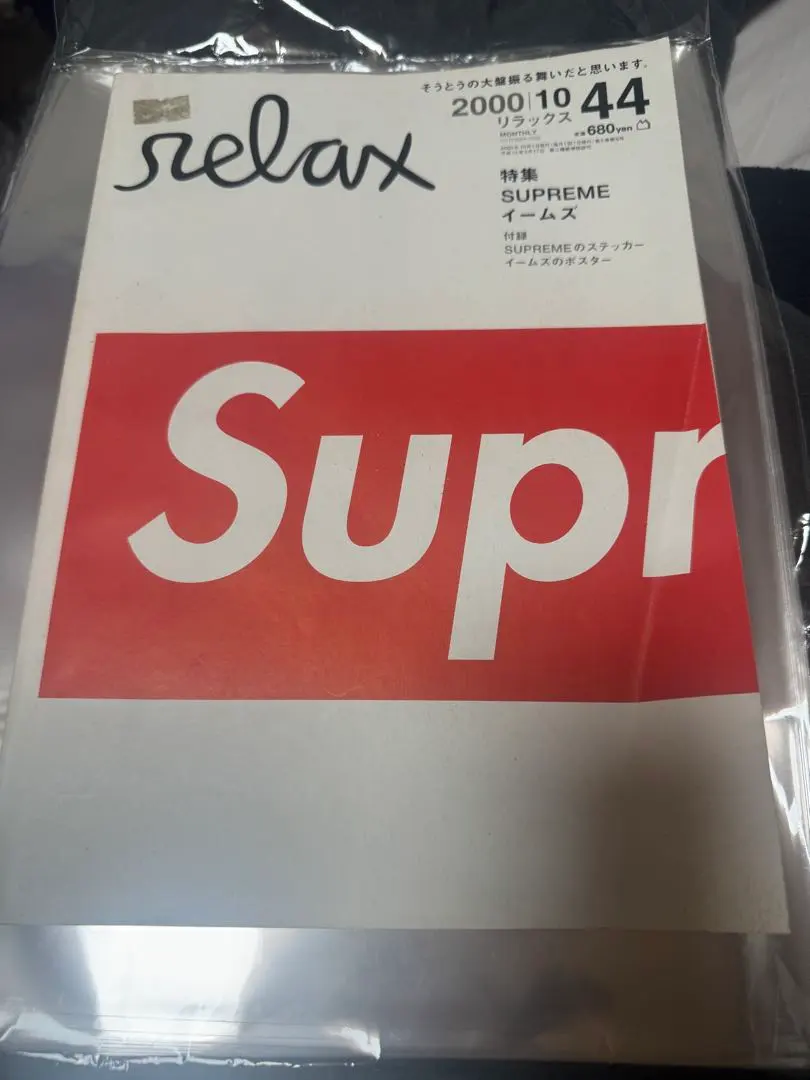 そうとうの大盤振る舞いだと思います。
relax
2000|10 44
リラックス
MONTHLY
定価680yen
特集
SUPREME
イームズ
付録
SUPREMEのステッカー
イームズのポスター
Supr